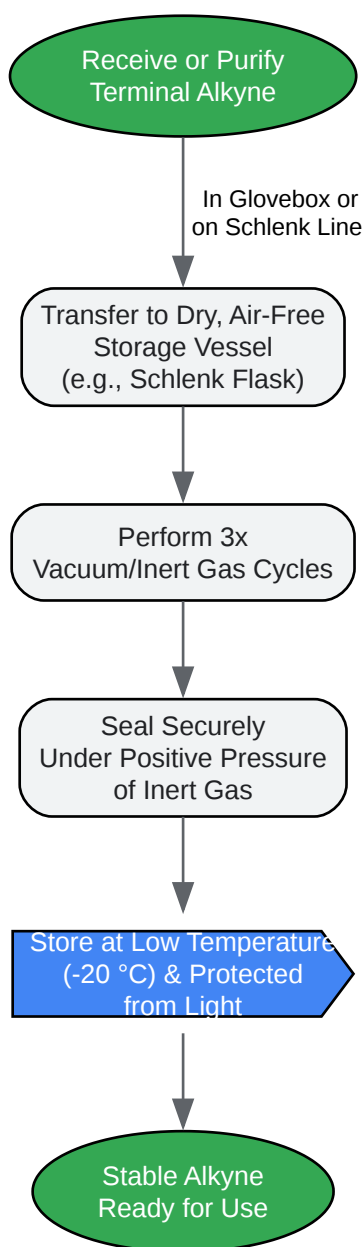 Receive or Purify
Terminal Alkyne
In Glovebox or
on Schlenk Line
Transfer to Dry, Air-Free
Storage Vessel
(e.g., Schlenk Flask)
Perform 3x
Vacuum/Inert Gas Cycles
Seal Securely
Under Positive Pressure
of Inert Gas
Store at Low Temperature
(-20 °C) & Protected
from Light
Stable Alkyne
Ready for Use